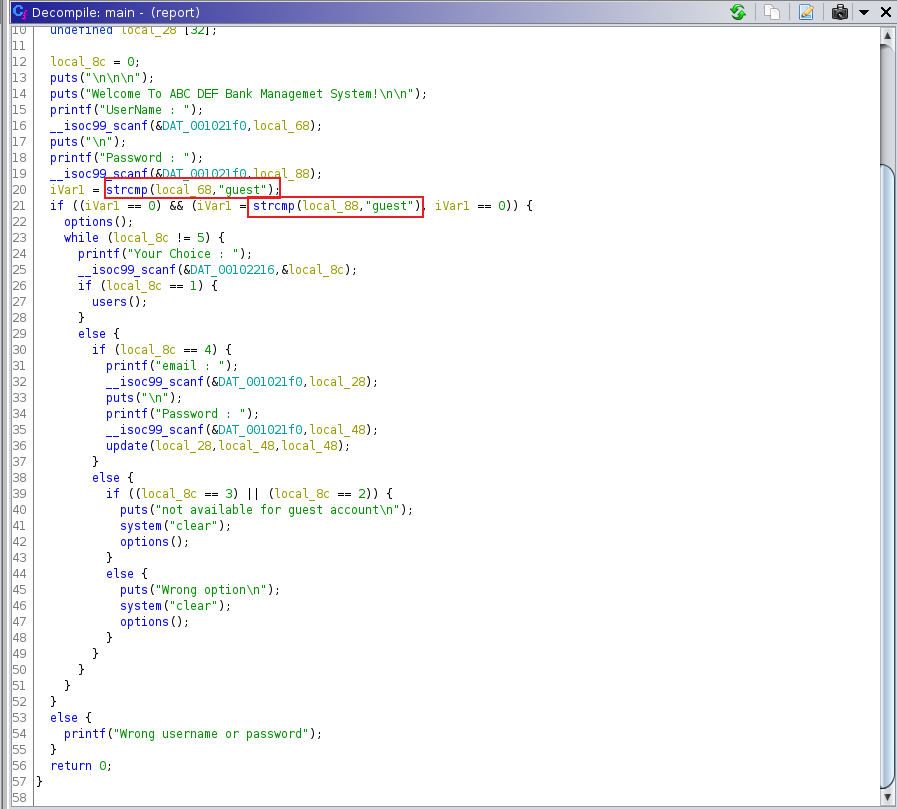 Decompile: main - (report)
10 undefined local_28 [32];
11
12 local_8c = 0;
13 puts("\n\n\n");
14 puts("Welcome To ABC DEF Bank Managemet System!\n\n");
15 printf("UserName : ");
16 __isoc99_scanf(&DAT_001021f0,local_68);
17 puts("\n");
18 printf("Password : ");
19 __isoc99_scanf(&DAT_001021f0,local_88);
20 iVar1 = strcmp(local_68,"guest");
21 if ((iVar1 == 0) && (iVar1 = strcmp(local_88,"guest"), iVar1 == 0)) {
22 options();
23 while (local_8c != 5) {
24 printf("Your Choice : ");
25 __isoc99_scanf(&DAT_00102216,&local_8c);
26 if (local_8c == 1) {
27 users();
28 }
29 else {
30 if (local_8c == 4) {
31 printf("email : ");
32 __isoc99_scanf(&DAT_001021f0,local_28);
33 puts("\n");
34 printf("Password : ");
35 __isoc99_scanf(&DAT_001021f0,local_48);
36 update(local_28,local_48,local_48);
37 }
38 else {
39 if ((local_8c == 3) || (local_8c == 2)) {
40 puts("not available for guest account\n");
41 system("clear");
42 options();
43 }
44 else {
45 puts("Wrong option\n");
46 system("clear");
47 options();
48 }
49 }
50 }
51 }
52 }
53 else {
54 printf("Wrong username or password");
55 }
56 return 0;
57 }
58